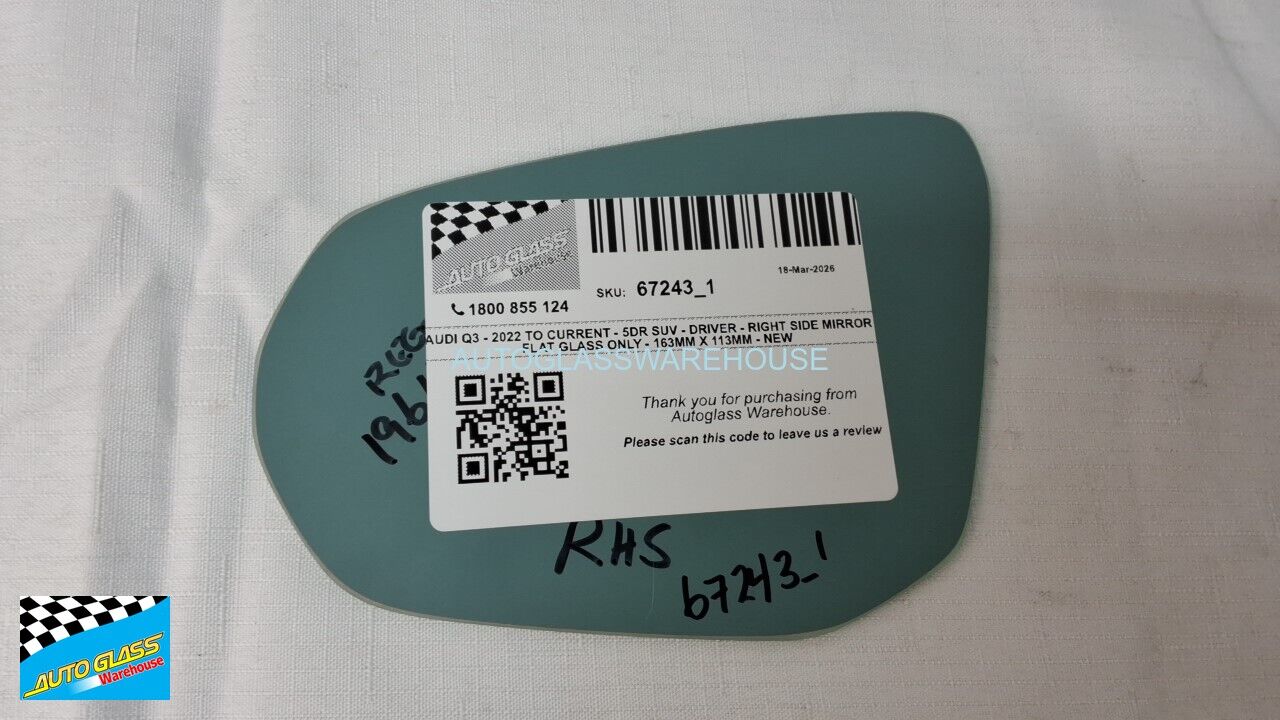 AUTO GLASS
Warehouse
18-Mar-2026
SKU: 67243_1
1800 855 124
AUDI Q3 - 2022 TO CURRENT - 5DR SUV - DRIVER - RIGHT SIDE MIRROR
FLAT GLASS ONLY - 163MM X 113MM - NEW
AUTOGLASSWAREHOUSE
Thank you for purchasing from
Autoglass Warehouse.
Please scan this code to leave us a review
RHS
67243_1
AUTO GLASS
Warehouse